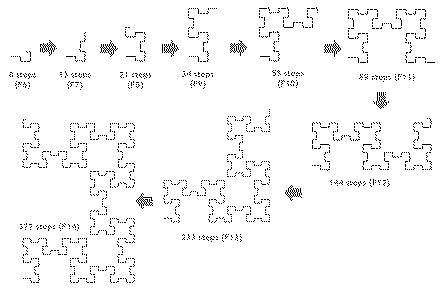 8 steps
(F6)
13 steps
(F7)
21 steps
(F8)
34 steps
(F9)
55 steps
(F10)
89 steps (F11)
144 steps (F12)
233 steps (F13)
377 steps (F14)